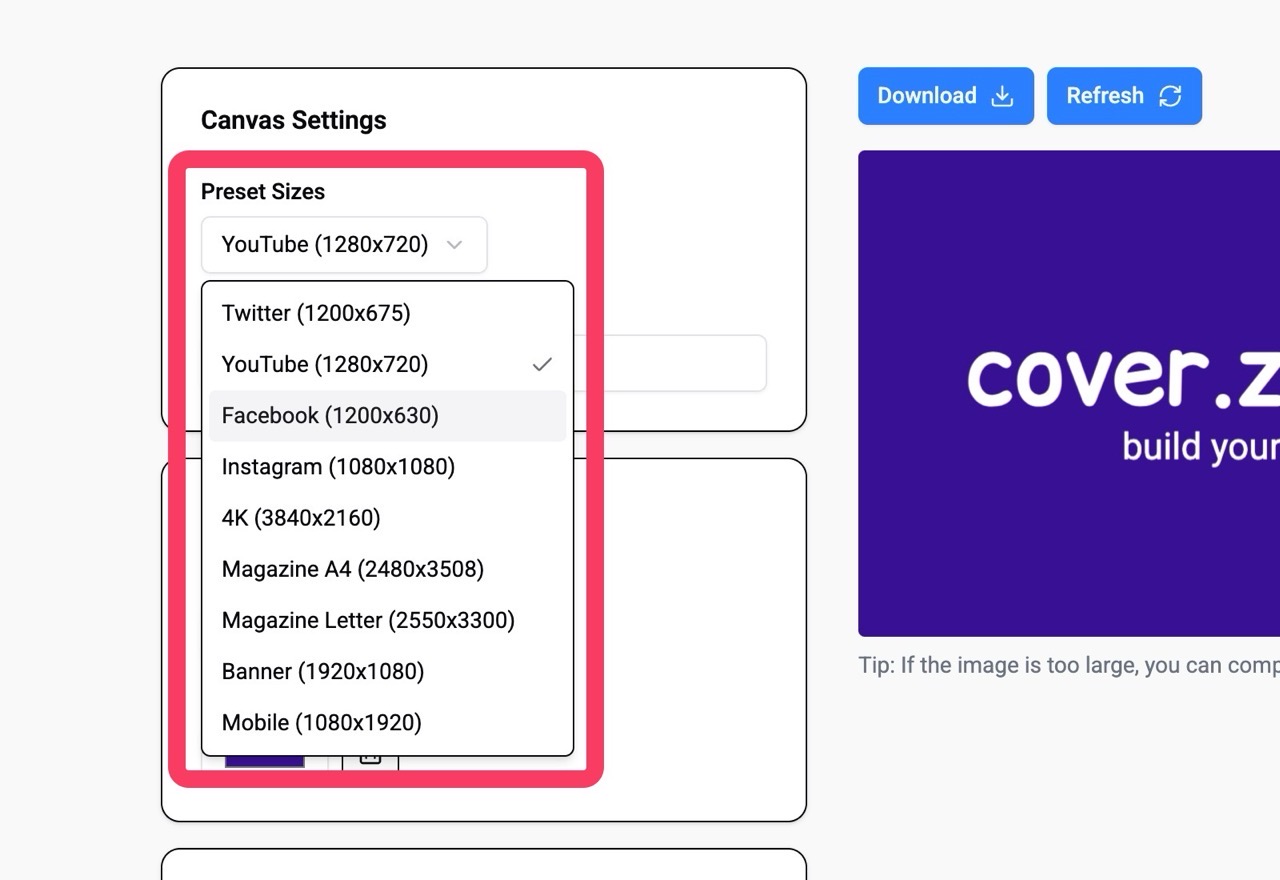 Canvas Settings
Preset Sizes
YouTube (1280x720)
Twitter (1200x675)
YouTube (1280x720)
Facebook (1200x630)
Instagram (1080x1080)
4K (3840x2160)
Magazine A4 (2480x3508)
Magazine Letter (2550x3300)
Banner (1920x1080)
Mobile (1080x1920)
Download
Refresh
cover.z
build your
Tip: If the image is too large, you can comp